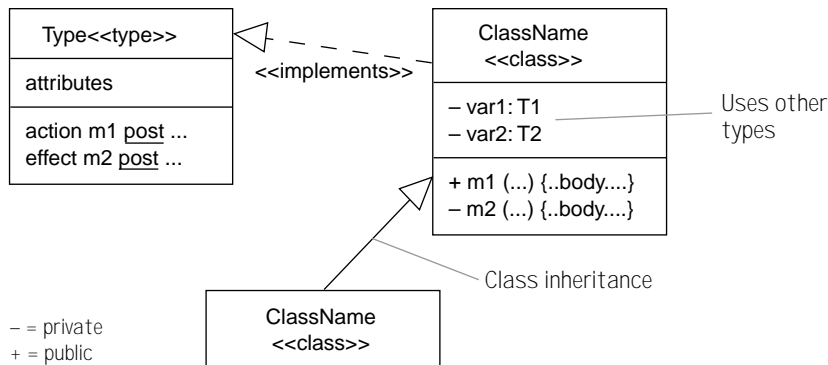 Type<<type>>
attributes
action m1 post ...
effect m2 post ...
<<implements>>
ClassName
<<class>>
– var1: T1
– var2: T2
+ m1 (...) {..body....}
– m2 (...) {..body....}
Uses other
types
Class inheritance
ClassName
<<class>>
– = private
+ = public